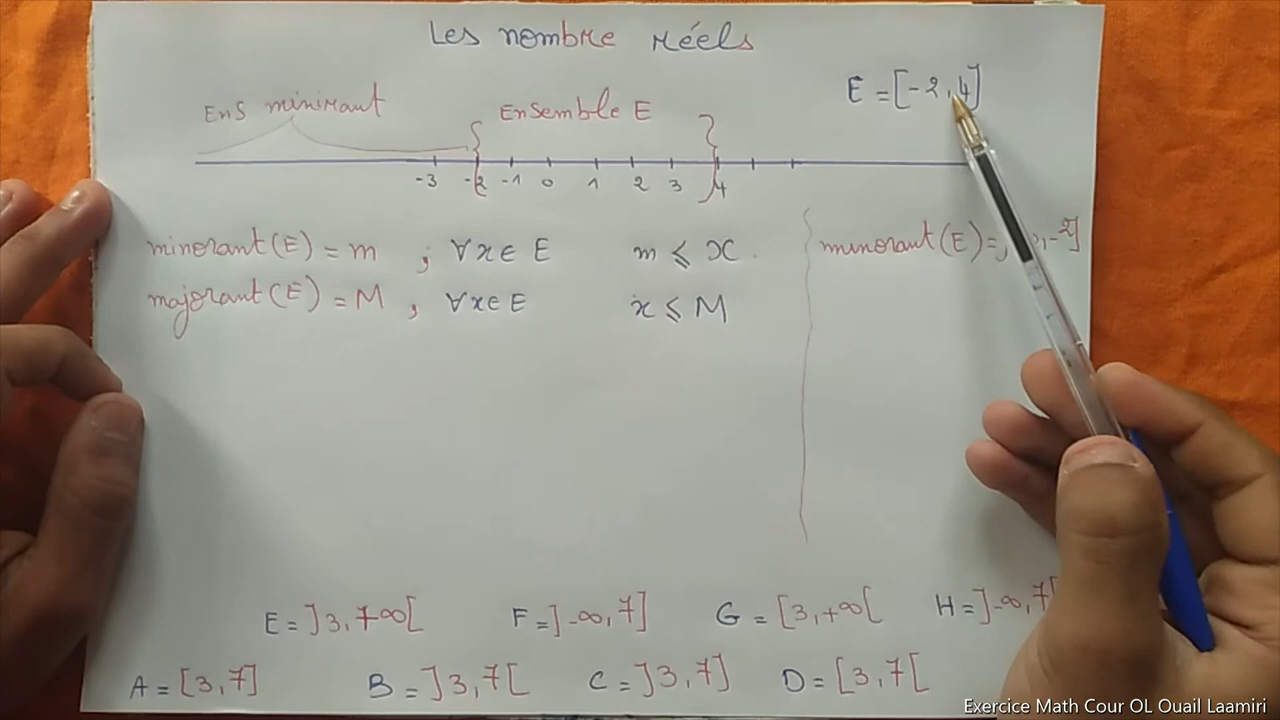 Les nombre réels
E = [-2, 4]
Ens minirant
Ensemble E
-3 -2 -1 0 1 2 3 4
minorant(E) = m ; ∀x∈ E m ⩽ x
majorant(E) = M , ∀x∈E x ⩽ M
minorant(E)=] , -2]
E = ]3, +∞[ F = ]-∞, 7] G = [3, +∞[ H = ]-∞, 7[
A = [3, 7] B = ]3, 7[ C = ]3, 7] D = [3, 7[
Exercice Math Cour OL Ouail Laamiri